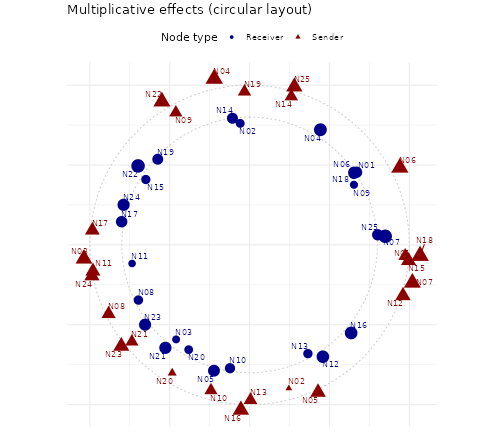 Multiplicative effects (circular layout)
Node type Receiver Sender
N04
N19
N25
N22
N14
N09
N14
N02
N04
N19
N22
N15
N06
N01
N06
N18
N09
N24
N17
N17
N25
N07
N18
N11
N11
N15
N24
N07
N12
N08
N08
N23
N16
N21
N03
N23
N21
N20
N13
N12
N05
N10
N20
N02
N10
N13
N05
N16